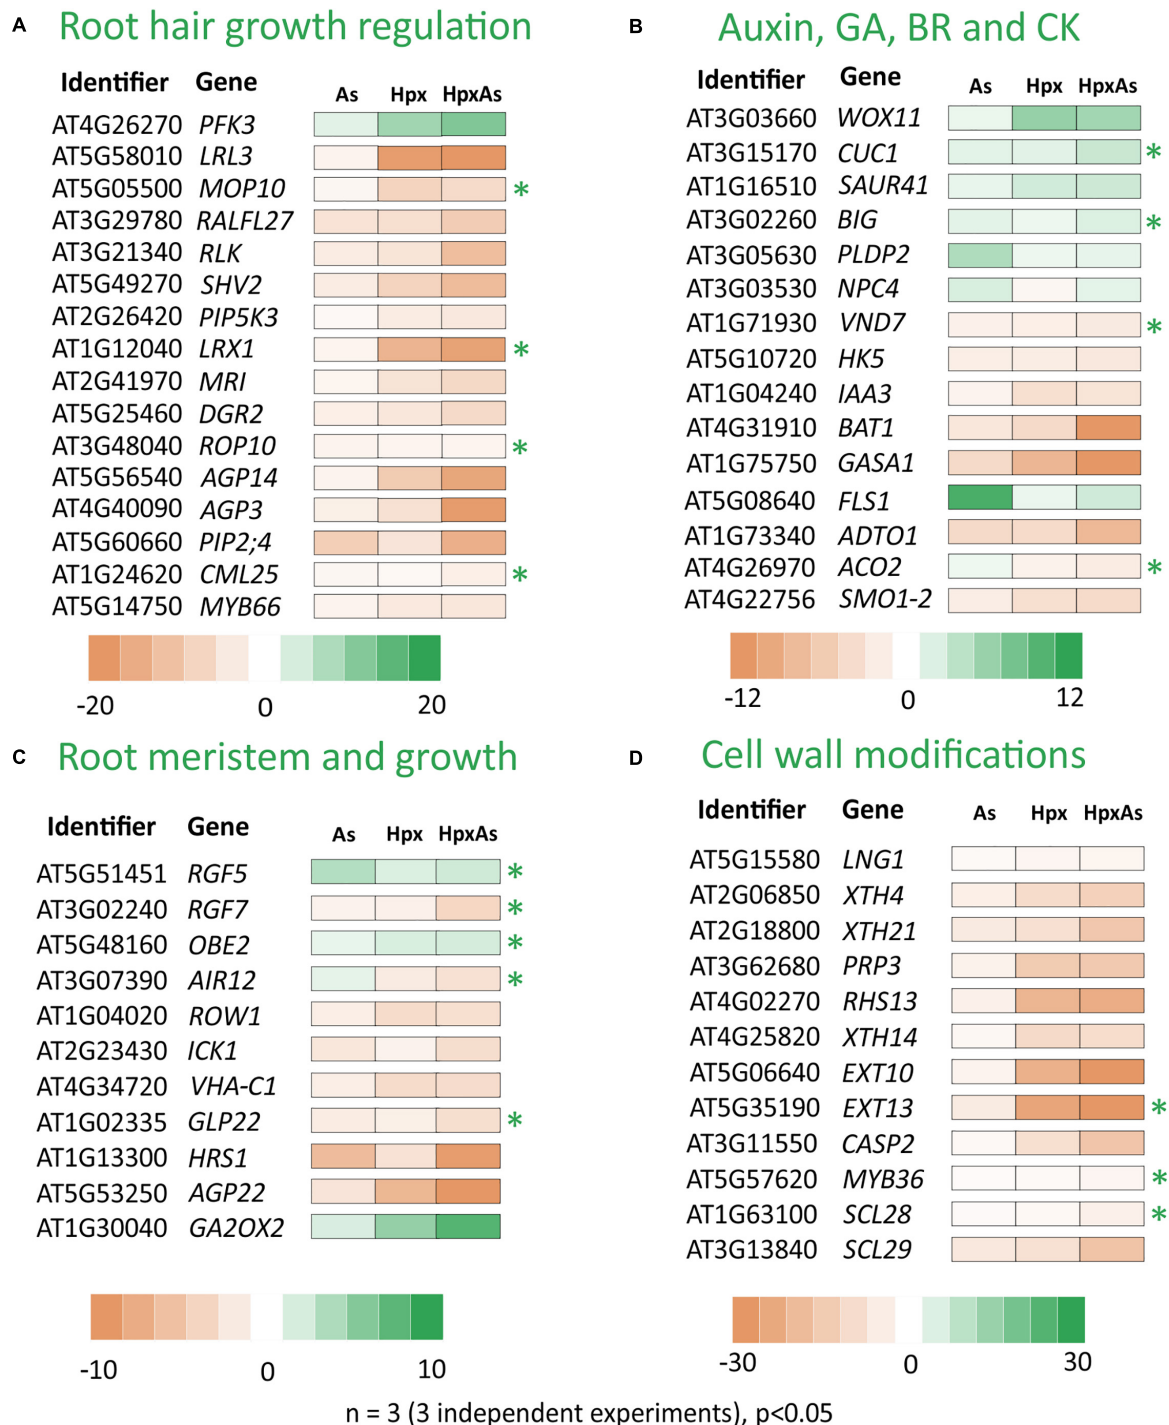 A Root hair growth regulation
Identifier Gene As Hpx HpxAs
AT4G26270 PFK3
AT5G58010 LRL3
AT5G05500 MOP10 *
AT3G29780 RALFL27
AT3G21340 RLK
AT5G49270 SHV2
AT2G26420 PIP5K3
AT1G12040 LRX1 *
AT2G41970 MRI
AT5G25460 DGR2
AT3G48040 ROP10 *
AT5G56540 AGP14
AT4G40090 AGP3
AT5G60660 PIP2;4
AT1G24620 CML25 *
AT5G14750 MYB66
-20 0 20
B Auxin, GA, BR and CK
Identifier Gene As Hpx HpxAs
AT3G03660 WOX11
AT3G15170 CUC1 *
AT1G16510 SAUR41
AT3G02260 BIG *
AT3G05630 PLDP2
AT3G03530 NPC4
AT1G71930 VND7 *
AT5G10720 HK5
AT1G04240 IAA3
AT4G31910 BAT1
AT1G75750 GASA1
AT5G08640 FLS1
AT1G73340 ADTO1
AT4G26970 ACO2 *
AT4G22756 SMO1-2
-12 0 12
C Root meristem and growth
Identifier Gene As Hpx HpxAs
AT5G51451 RGF5 *
AT3G02240 RGF7 *
AT5G48160 OBE2 *
AT3G07390 AIR12 *
AT1G04020 ROW1
AT2G23430 ICK1
AT4G34720 VHA-C1
AT1G02335 GLP22 *
AT1G13300 HRS1
AT5G53250 AGP22
AT1G30040 GA2OX2
-10 0 10
D Cell wall modifications
Identifier Gene As Hpx HpxAs
AT5G15580 LNG1
AT2G06850 XTH4
AT2G18800 XTH21
AT3G62680 PRP3
AT4G02270 RHS13
AT4G25820 XTH14
AT5G06640 EXT10
AT5G35190 EXT13 *
AT3G11550 CASP2
AT5G57620 MYB36 *
AT1G63100 SCL28 *
AT3G13840 SCL29
-30 0 30
n = 3 (3 independent experiments), p<0.05